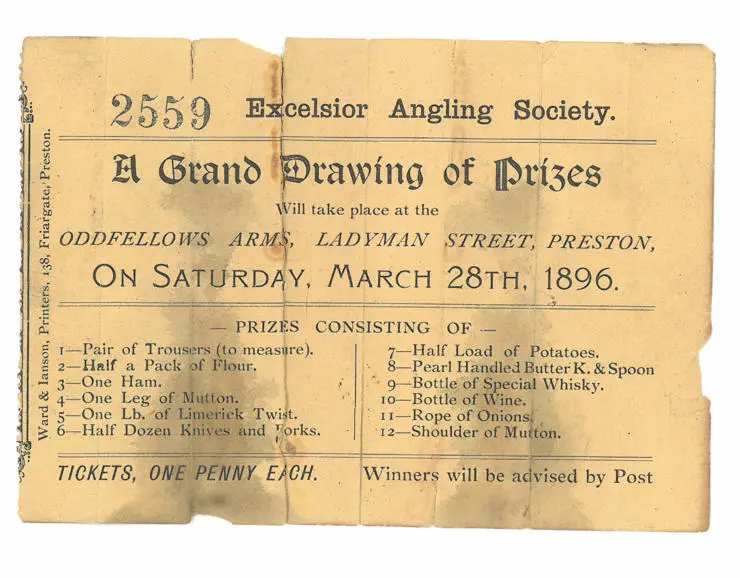 2559 Excelsior Angling Society.
A Grand Drawing of Prizes
Will take place at the
ODDFELLOWS ARMS, LADYMAN STREET, PRESTON,
ON SATURDAY, MARCH 28TH, 1896.
— PRIZES CONSISTING OF —
1—Pair of Trousers (to measure).
2—Half a Pack of Flour.
3—One Ham.
4—One Leg of Mutton.
5—One Lb. of Limerick Twist.
6—Half Dozen Knives and Forks.
7—Half Load of Potatoes.
8—Pearl Handled Butter K. & Spoon
9—Bottle of Special Whisky.
10—Bottle of Wine.
11—Rope of Onions.
12—Shoulder of Mutton.
TICKETS, ONE PENNY EACH. Winners will be advised by Post
Ward & Ianson, Printers, 138, Friargate, Preston.